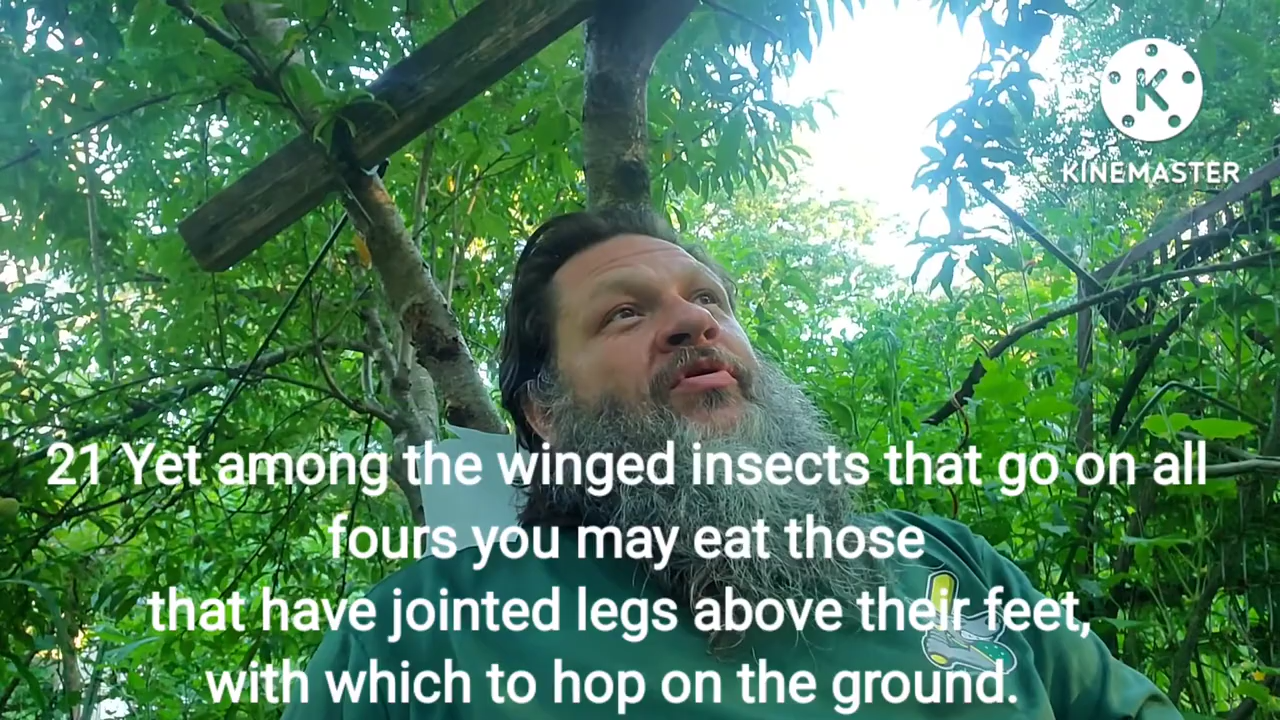 K
KINEMASTER
21 Yet among the winged insects that go on all
fours you may eat those
that have jointed legs above their feet,
with which to hop on the ground.